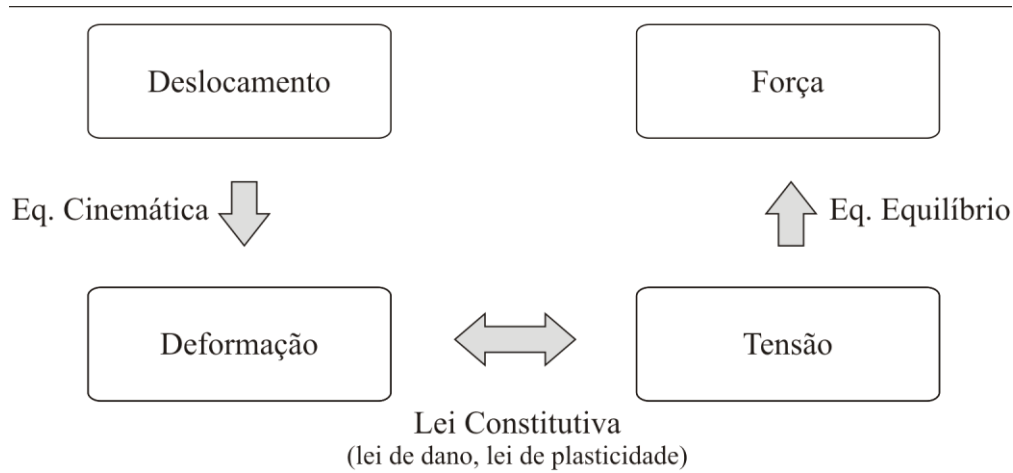 Deslocamento
Força
Eq. Cinemática
Eq. Equilíbrio
Deformação
Tensão
Lei Constitutiva
(lei de dano, lei de plasticidade)